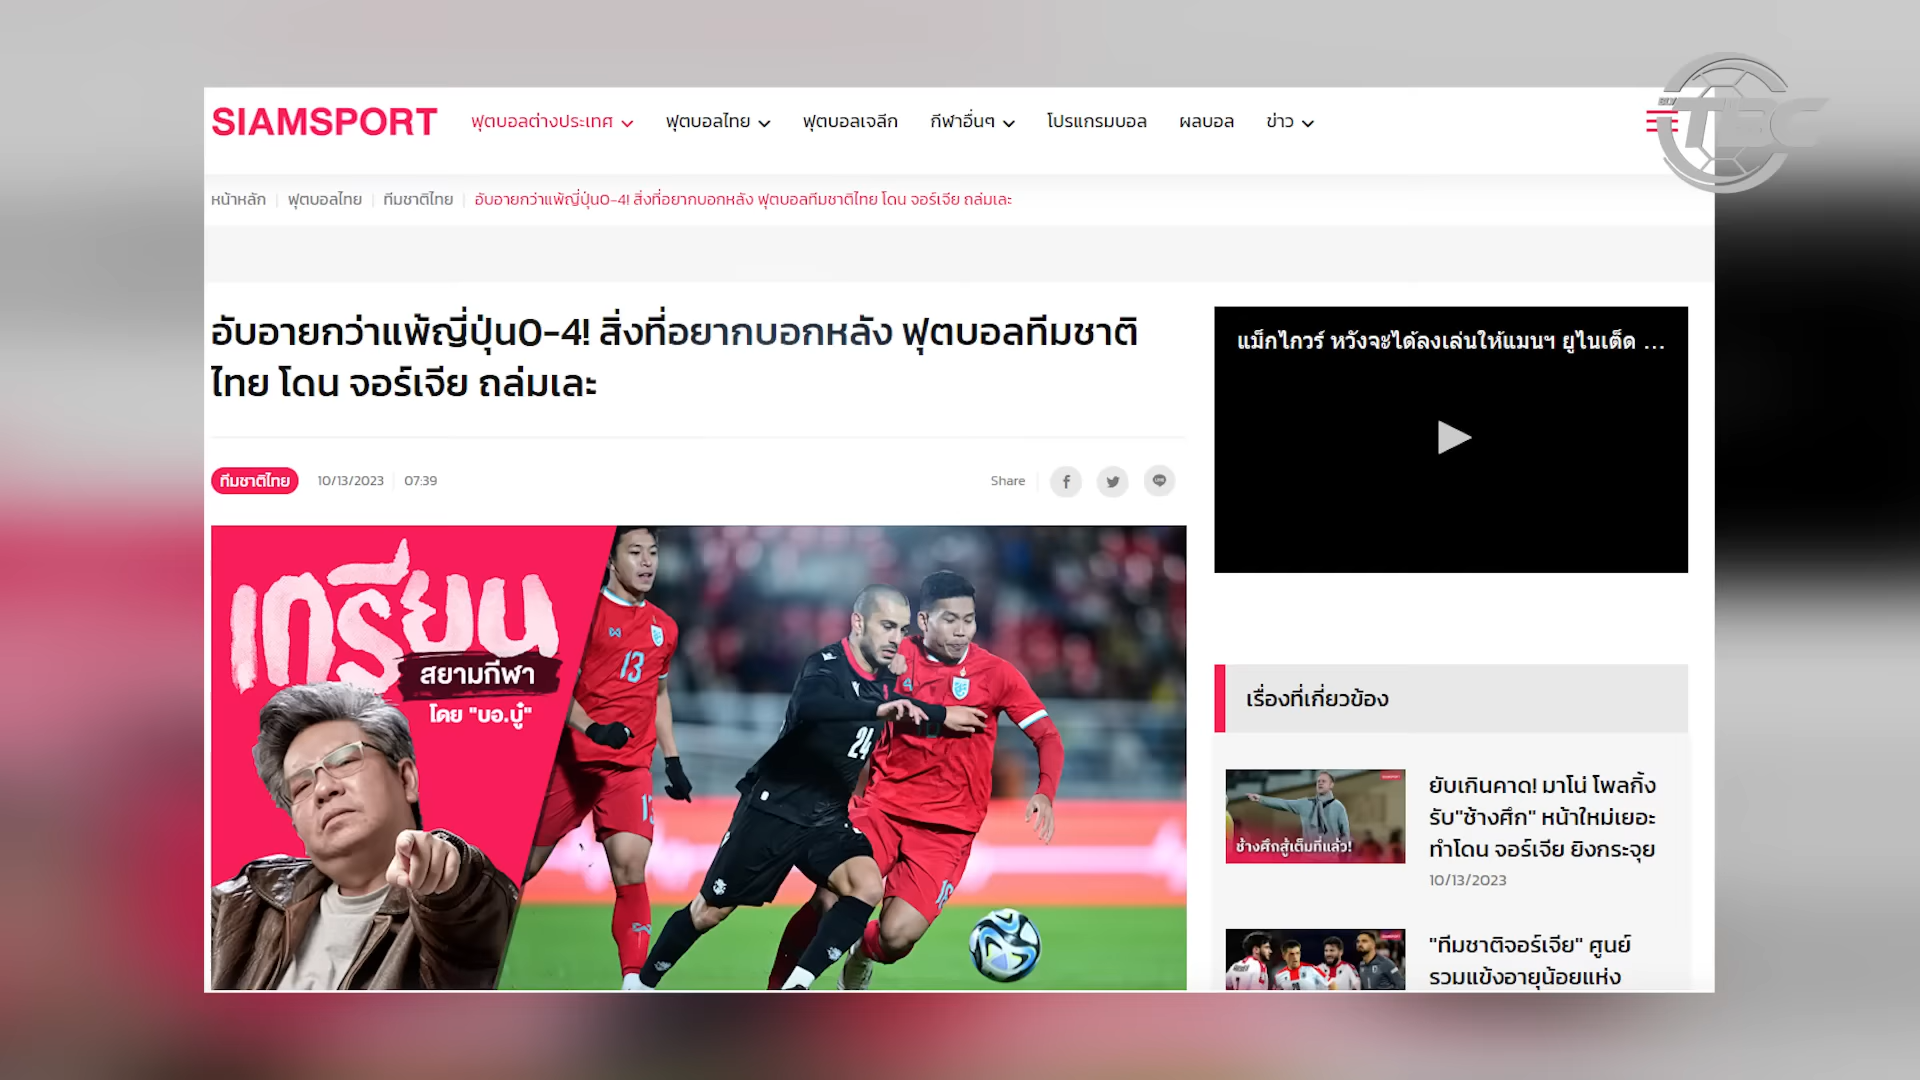 SIAMSPORT
ฟุตบอลต่างประเทศ
ฟุตบอลไทย
ฟุตบอลเจลีก
กีฬาอื่นๆ
โปรแกรมบอล
ผลบอล
ข่าว
TBC
หน้าหลัก
ฟุตบอลไทย
ทีมชาติไทย
อับอายกว่าแพ้ญี่ปุ่น0-4! สิ่งที่อยากบอกหลัง ฟุตบอลทีมชาติไทย โดน จอร์เจีย ถล่มเละ
อับอายกว่าแพ้ญี่ปุ่น0-4! สิ่งที่อยากบอกหลัง ฟุตบอลทีมชาติ
ไทย โดน จอร์เจีย ถล่มเละ
ทีมชาติไทย
10/13/2023
07:39
Share
เกรียน
สยามกีฬา
โดย "บอ.บู๋"
13
13
24
4
16
แม็กไกวร์ หวังจะได้ลงเล่นให้แมนฯ ยูไนเต็ด ...
เรื่องที่เกี่ยวข้อง
ช้างศึกสู้เต็มที่แล้ว!
ยับเกินคาด! มาโน่ โพลกิ้ง
รับ"ช้างศึก" หน้าใหม่เยอะ
ทำโดน จอร์เจีย ยิงกระจุย
10/13/2023
"ทีมชาติจอร์เจีย" ศูนย์
รวมแข้งอายุน้อยแห่ง